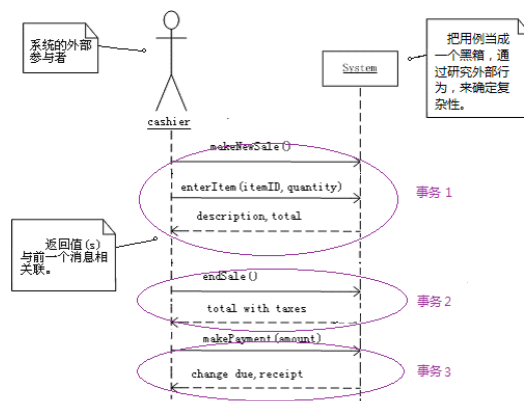 系统的外部
参与者
cashier
System
把用例当成
一个黑箱，通
过研究外部行
为，来确定复
杂性。
makeNewSale()
enterItem(itemID, quantity)
description, total
事务 1
返回值(s)
与前一个消息相
关联。
endSale()
total with taxes
事务 2
makePayment(amount)
change due, receipt
事务 3